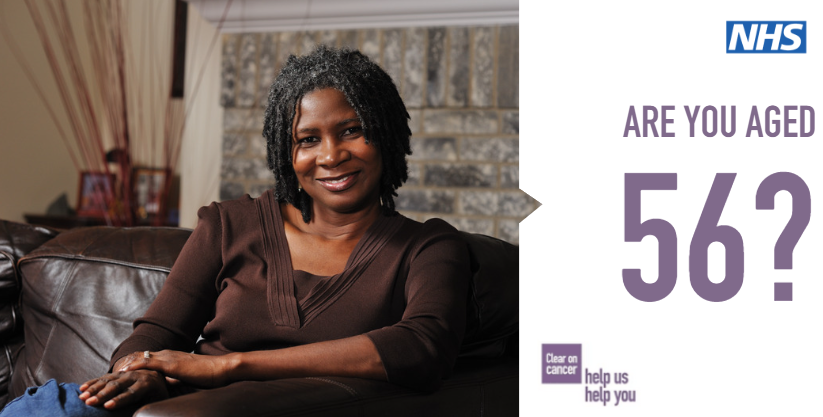 NHS
ARE YOU AGED
56?
Clear on
cancer
help us
help you